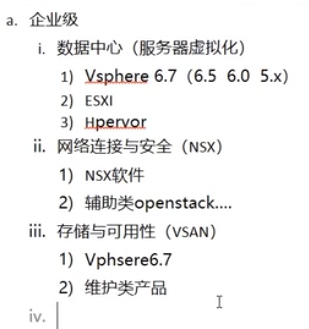 a. 企业级
i. 数据中心（服务器虚拟化）
1) Vsphere 6.7（6.5 6.0 5.x）
2) ESXI
3) Hpervor
ii. 网络连接与安全（NSX）
1) NSX软件
2) 辅助类openstack....
iii. 存储与可用性（VSAN）
1) Vphsere6.7
2) 维护类产品
iv.